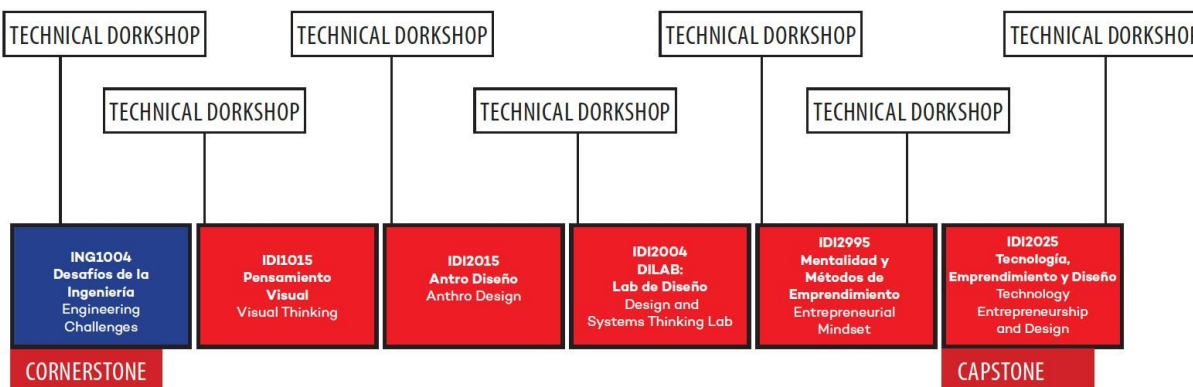 TECHNICAL DORKSHOP
TECHNICAL DORKSHOP
TECHNICAL DORKSHOP
TECHNICAL DORKSHOP
TECHNICAL DORKSHOP
TECHNICAL DORKSHOP
TECHNICAL DORKSHOP
ING1004
Desafíos de la
Ingeniería
Engineering
Challenges
IDI1015
Pensamiento
Visual
Visual Thinking
IDI2015
Antro Diseño
Anthro Design
IDI2004
DILAB:
Lab de Diseño
Design and
Systems Thinking Lab
IDI2995
Mentalidad y
Métodos de
Emprendimiento
Entrepreneurial
Mindset
IDI2025
Tecnología,
Emprendimiento y Diseño
Technology
Entrepreneurship
and Design
CORNERSTONE
CAPSTONE